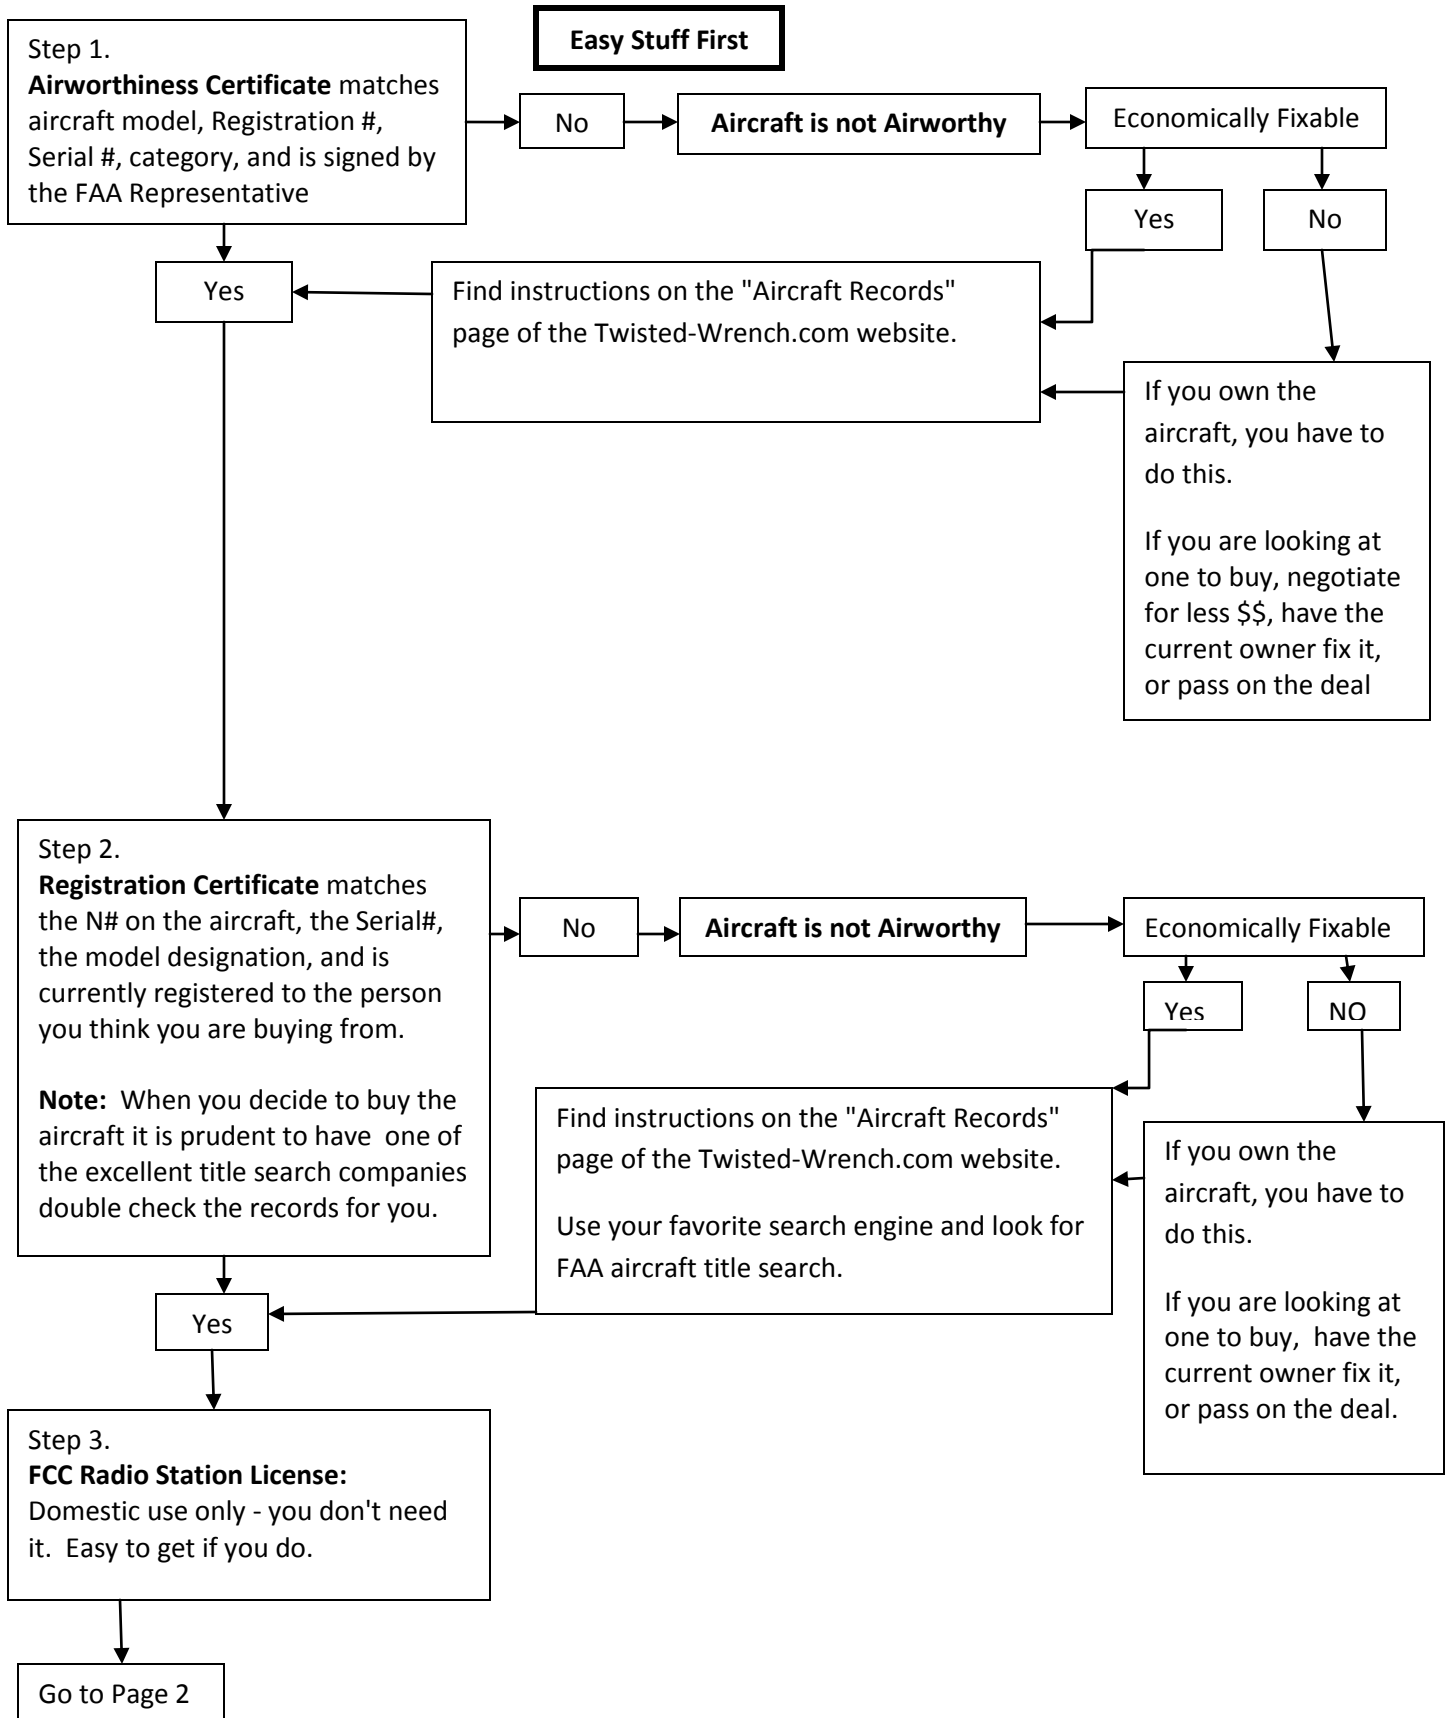 Easy Stuff First
Step 1.
Airworthiness Certificate matches
aircraft model, Registration #,
Serial #, category, and is signed by
the FAA Representative
No
Aircraft is not Airworthy
Economically Fixable
Yes
No
Yes
Find instructions on the "Aircraft Records"
page of the Twisted-Wrench.com website.
If you own the
aircraft, you have to
do this.
If you are looking at
one to buy, negotiate
for less $$, have the
current owner fix it,
or pass on the deal
Step 2.
Registration Certificate matches
the N# on the aircraft, the Serial#,
the model designation, and is
currently registered to the person
you think you are buying from.
Note:  When you decide to buy the
aircraft it is prudent to have  one of
the excellent title search companies
double check the records for you.
No
Aircraft is not Airworthy
Economically Fixable
Yes
NO
Find instructions on the "Aircraft Records"
page of the Twisted-Wrench.com website.
Use your favorite search engine and look for
FAA aircraft title search.
If you own the
aircraft, you have to
do this.
If you are looking at
one to buy,  have the
current owner fix it,
or pass on the deal.
Yes
Step 3.
FCC Radio Station License:
Domestic use only - you don't need
it.  Easy to get if you do.
Go to Page 2